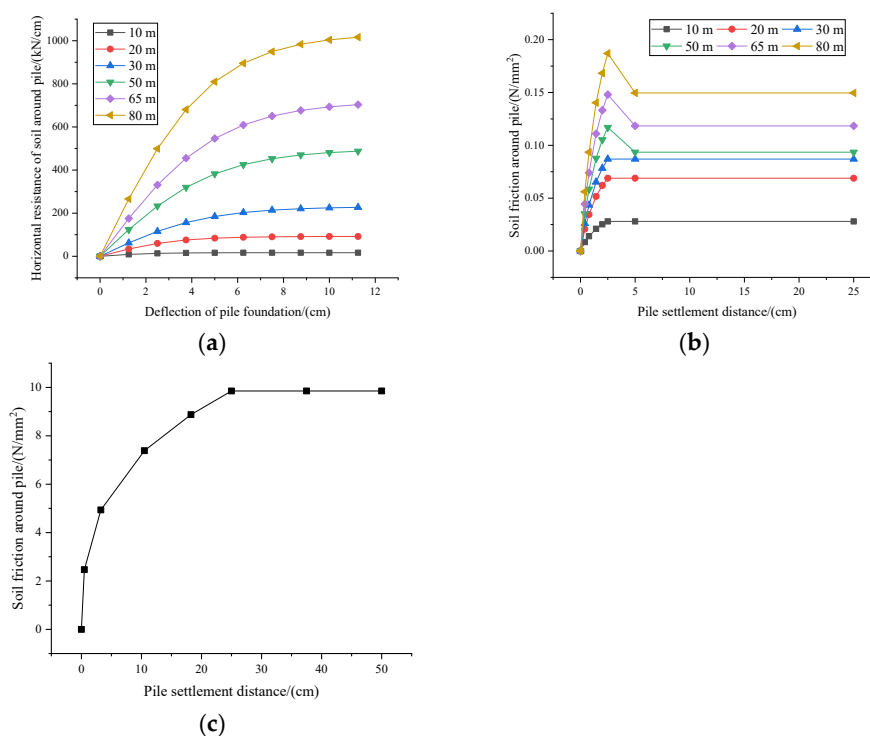 10 m
20 m
30 m
50 m
65 m
80 m
1000
800
600
400
200
0
Horizontal resistance of soil around pile/(kN/cm)
0 2 4 6 8 10 12
Deflection of pile foundation/(cm)
(a)
10 m 20 m 30 m
50 m 65 m 80 m
0.20
0.15
0.10
0.05
0.00
Soil friction around pile/(N/mm²)
0 5 10 15 20 25
Pile settlement distance/(cm)
(b)
10
8
6
4
2
0
Soil friction around pile/(N/mm²)
0 10 20 30 40 50
Pile settlement distance/(cm)
(c)